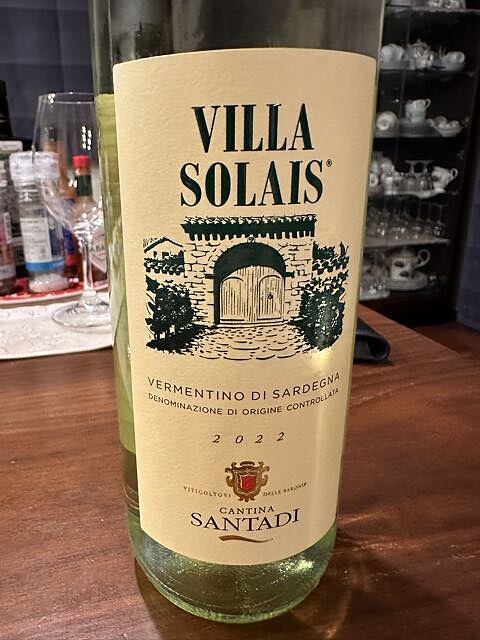 VILLA
SOLAIS®
VERMENTINO DI SARDEGNA
DENOMINAZIONE DI ORIGINE CONTROLLATA
2022
VITICOLTORI DELLE BARONIE
CANTINA
SANTADI